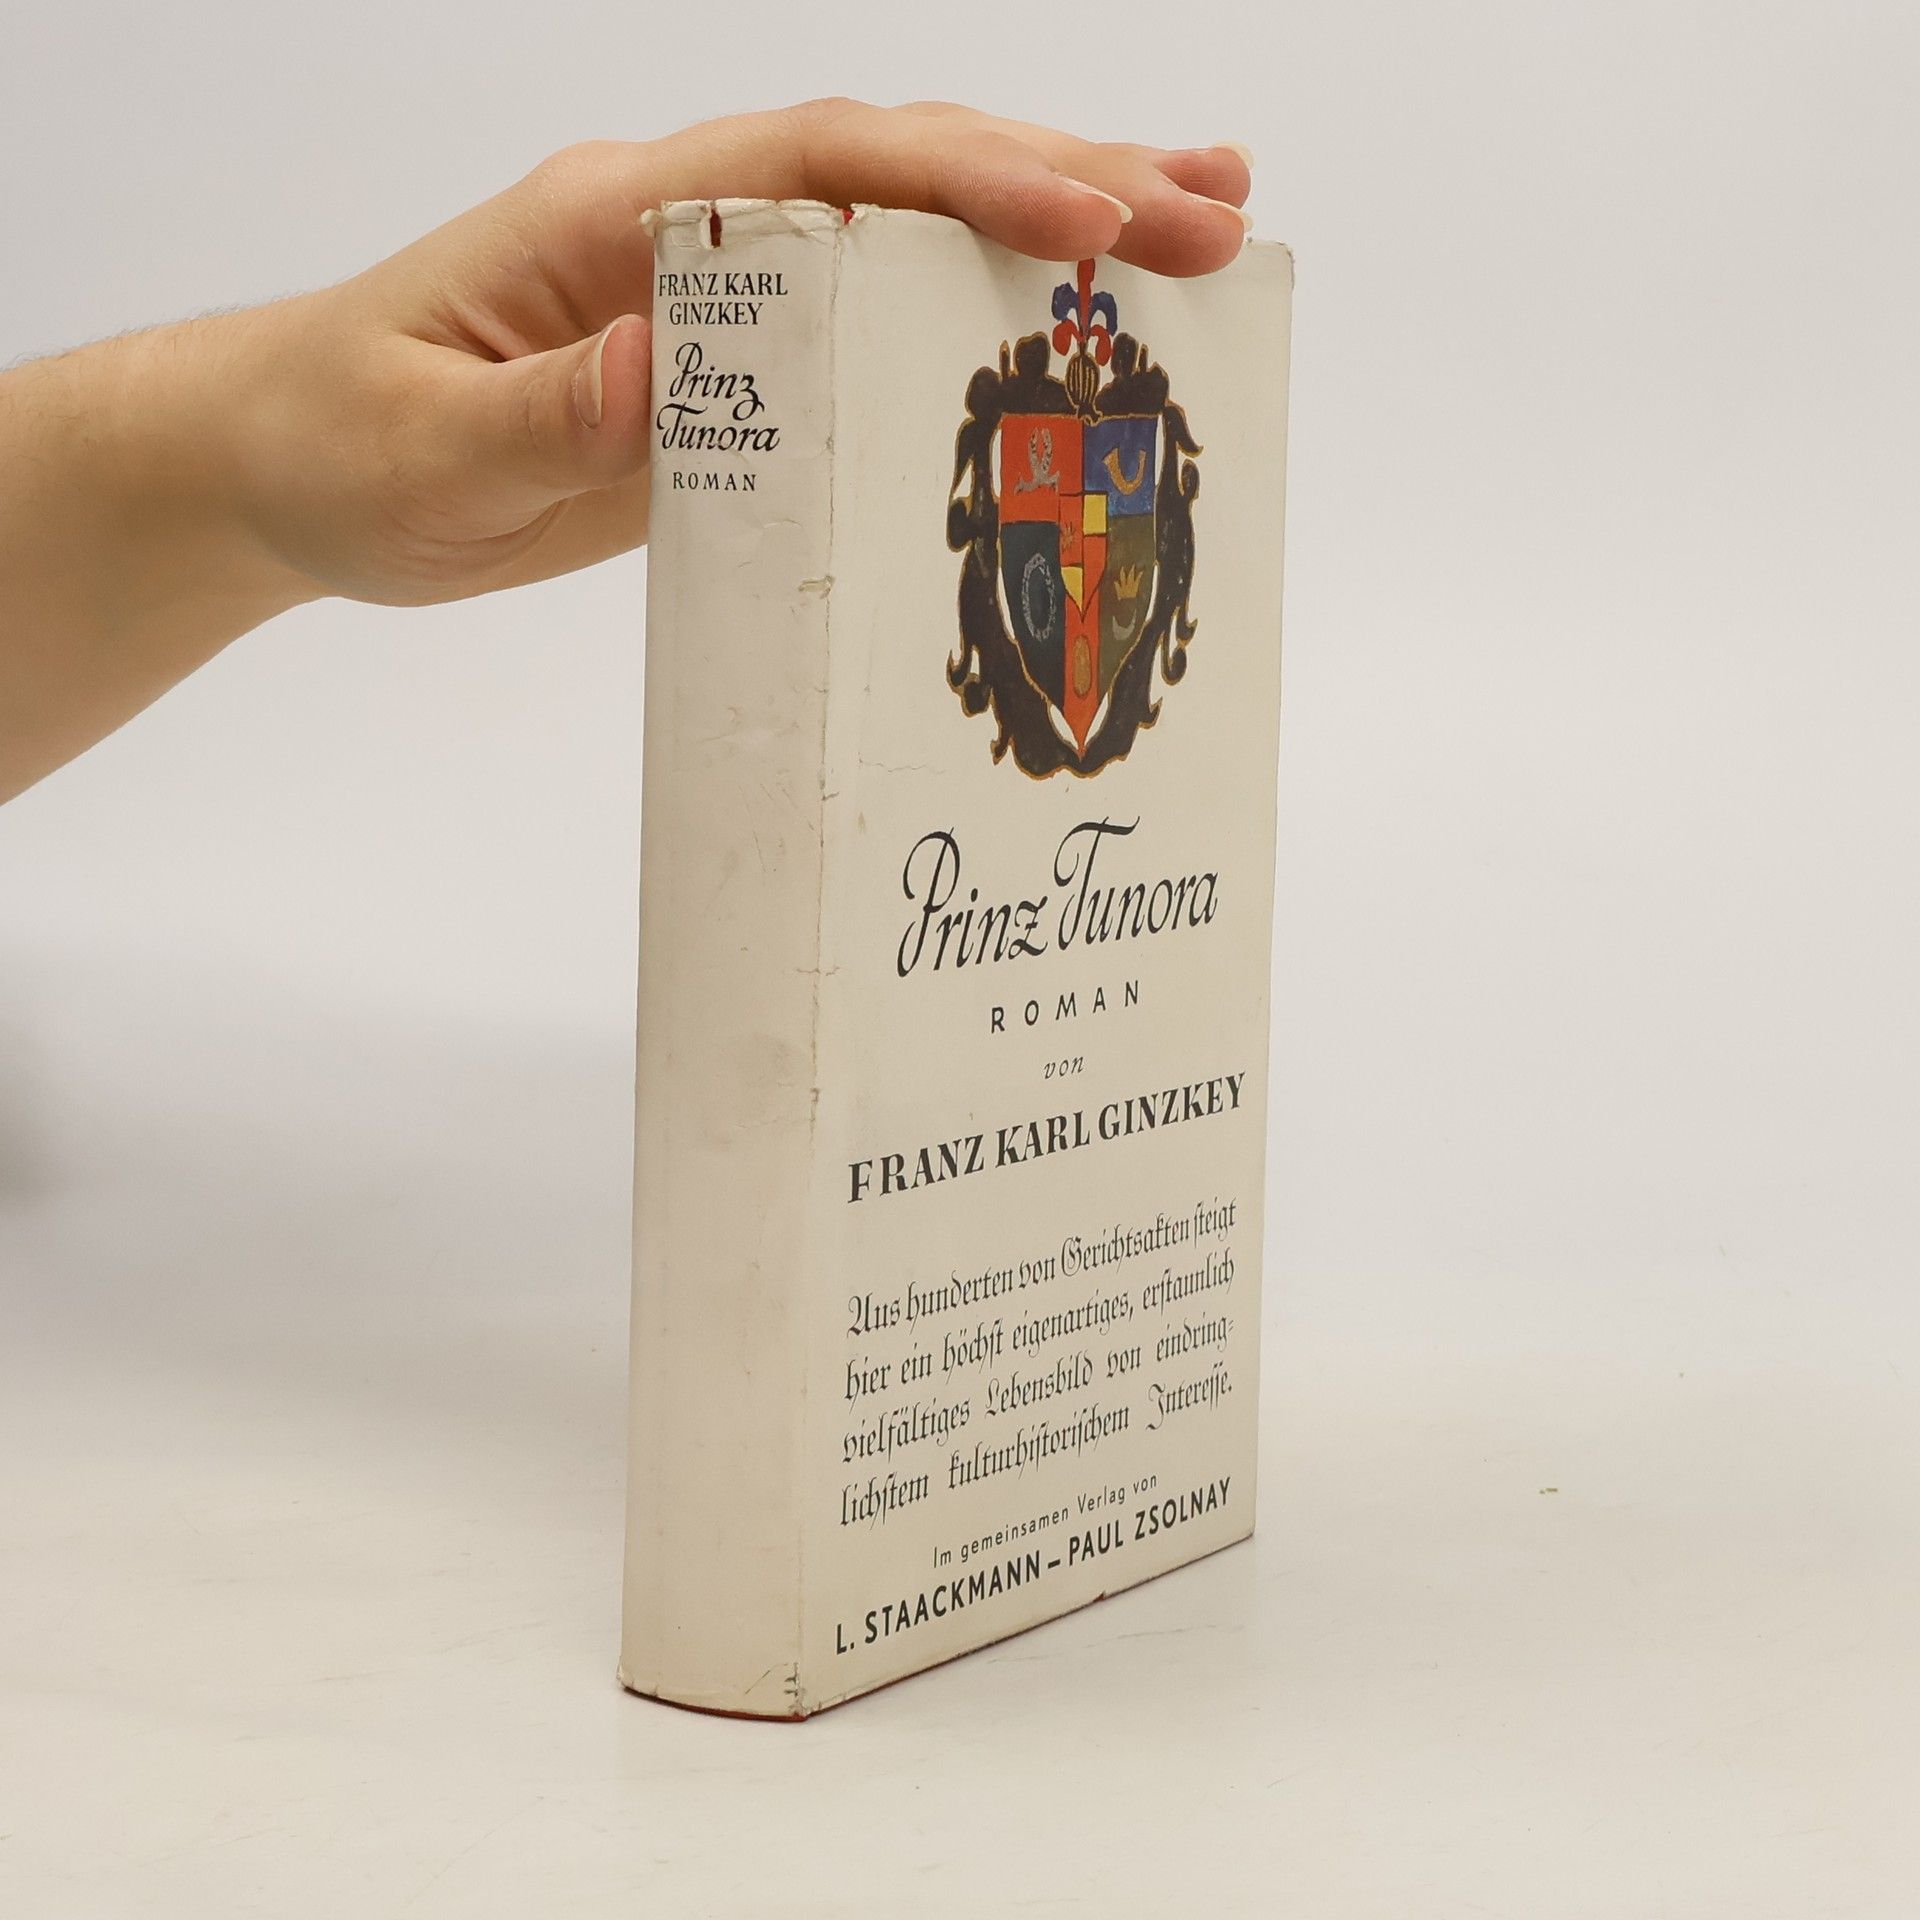 FRANZ KARL
GINZKEY
Prinz
Tunora
ROMAN
Prinz Tunora
ROMAN
von
FRANZ KARL GINZKEY
Aus hunderten von Gerichtsakten steigt
hier ein höchst eigenartiges, erstaunlich
vielfältiges Lebensbild von eindring-
lichstem kulturhistorischem Interesse.
Im gemeinsamen Verlag von
L. STAACKMANN – PAUL ZSOLNAY